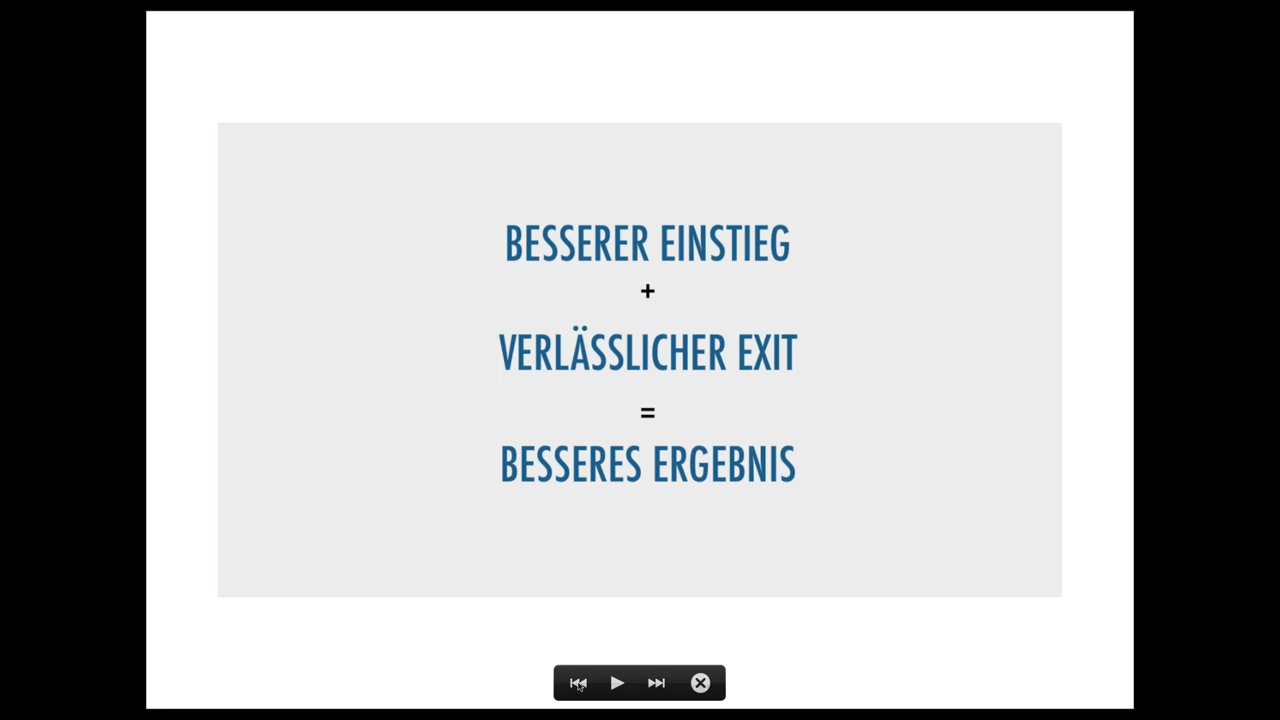 BESSERER EINSTIEG
+
VERLÄSSLICHER EXIT
=
BESSERES ERGEBNIS